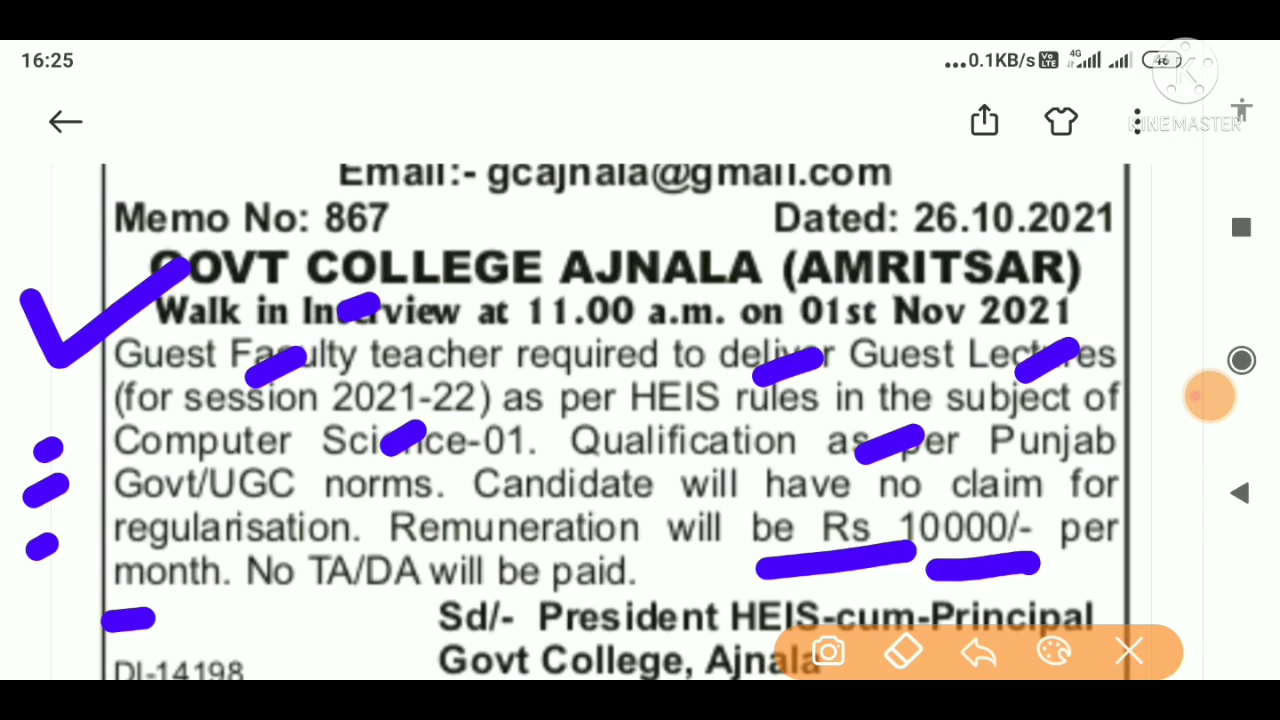 16:25
...0.1KB/s Vo LTE 4G 46
KINEMASTER
Email:- gcajnala@gmail.com
Memo No: 867 Dated: 26.10.2021
GOVT COLLEGE AJNALA (AMRITSAR)
Walk in Interview at 11.00 a.m. on 01st Nov 2021
Guest Faculty teacher required to deliver Guest Lectures
(for session 2021-22) as per HEIS rules in the subject of
Computer Science-01. Qualification as per Punjab
Govt/UGC norms. Candidate will have no claim for
regularisation. Remuneration will be Rs 10000/- per
month. No TA/DA will be paid.
Sd/- President HEIS-cum-Principal
Govt College, Ajnala
DI-14198